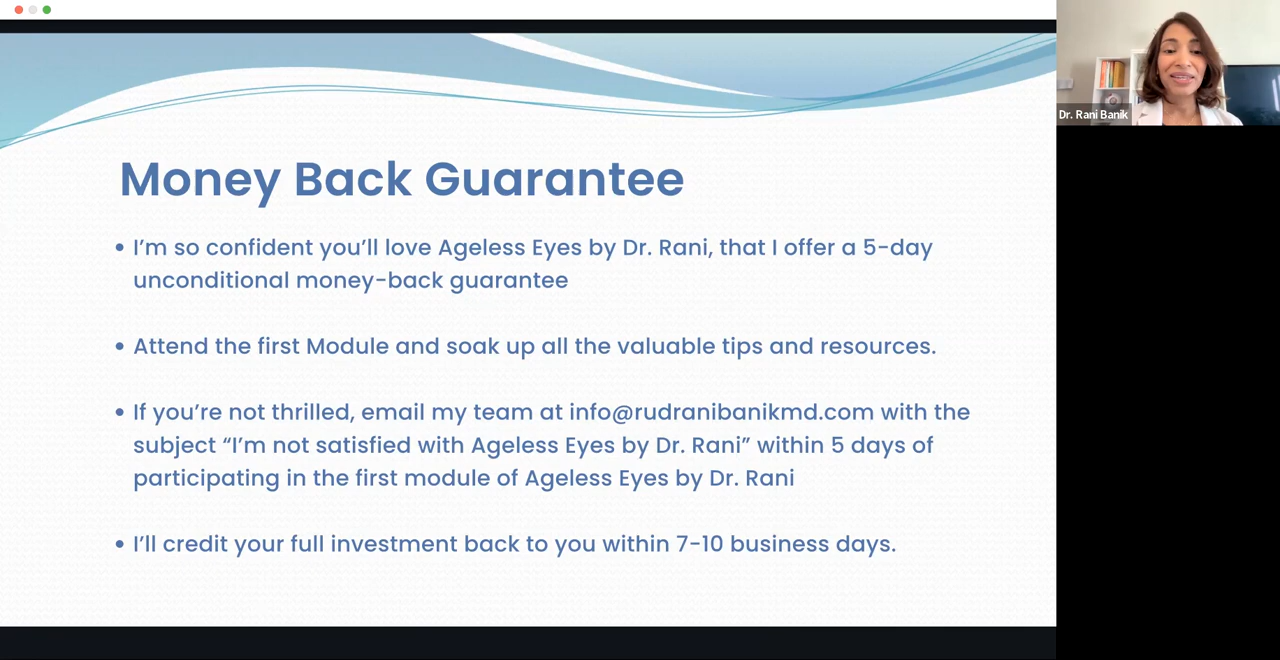 Money Back Guarantee
• I’m so confident you’ll love Ageless Eyes by Dr. Rani, that I offer a 5-day
unconditional money-back guarantee
• Attend the first Module and soak up all the valuable tips and resources.
• If you’re not thrilled, email my team at info@rudranibanikmd.com with the
subject “I’m not satisfied with Ageless Eyes by Dr. Rani” within 5 days of
participating in the first module of Ageless Eyes by Dr. Rani
• I’ll credit your full investment back to you within 7-10 business days.
Dr. Rani Banik